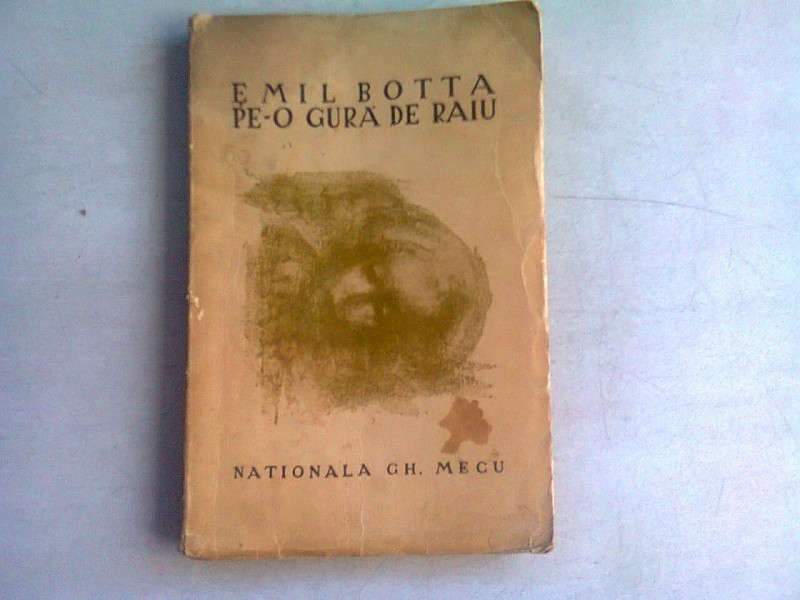 EMIL BOTTA
PE-O GURĂ DE RAIU
NATIONALA GH. MECU